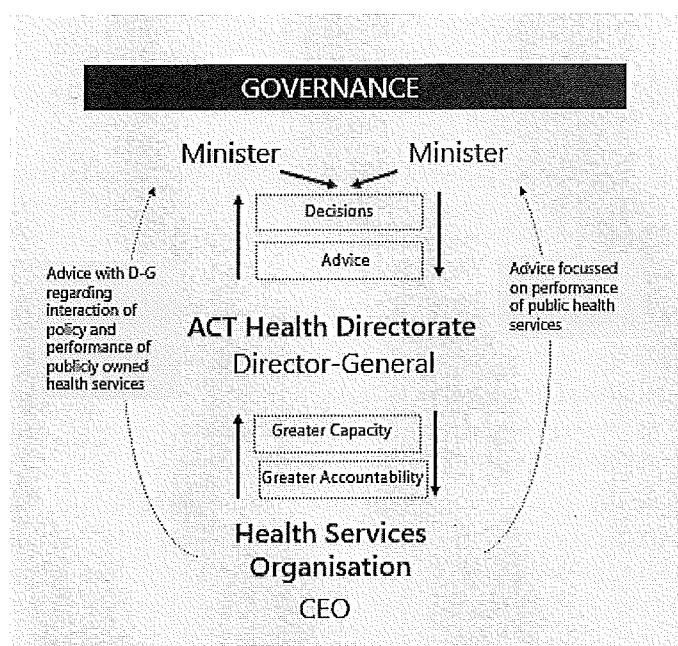 GOVERNANCE
Minister
Minister
Decisions
Advice
Advice with D-G
regarding
interaction of
policy and
performance of
publicly owned
health services
Advice focussed
on performance
of public health
services
ACT Health Directorate
Director-General
Greater Capacity
Greater Accountability
Health Services
Organisation
CEO